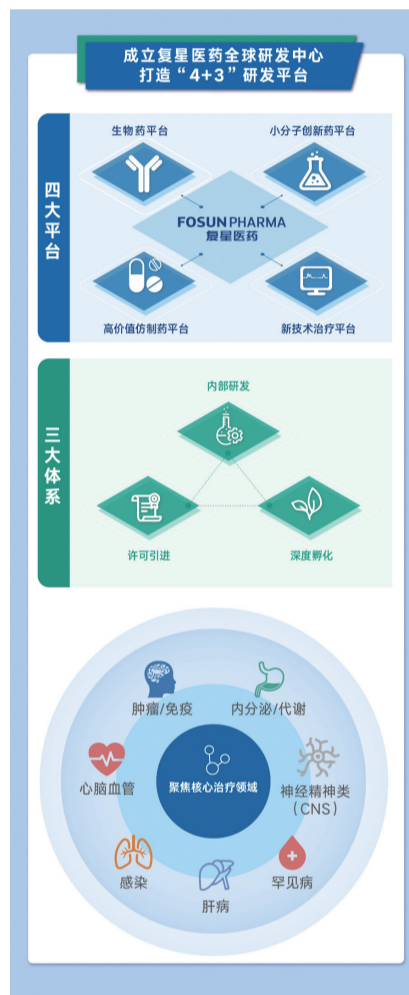 成立复星医药全球研发中心
打造“4+3”研发平台
四大平台
生物药平台
小分子创新药平台
FOSUN PHARMA
复星医药
高价值仿制药平台
新技术治疗平台
三大体系
内部研发
许可引进
深度孵化
肿瘤/免疫
内分泌/代谢
心脑血管
聚焦核心治疗领域
神经精神类
（CNS）
感染
罕见病
肝病